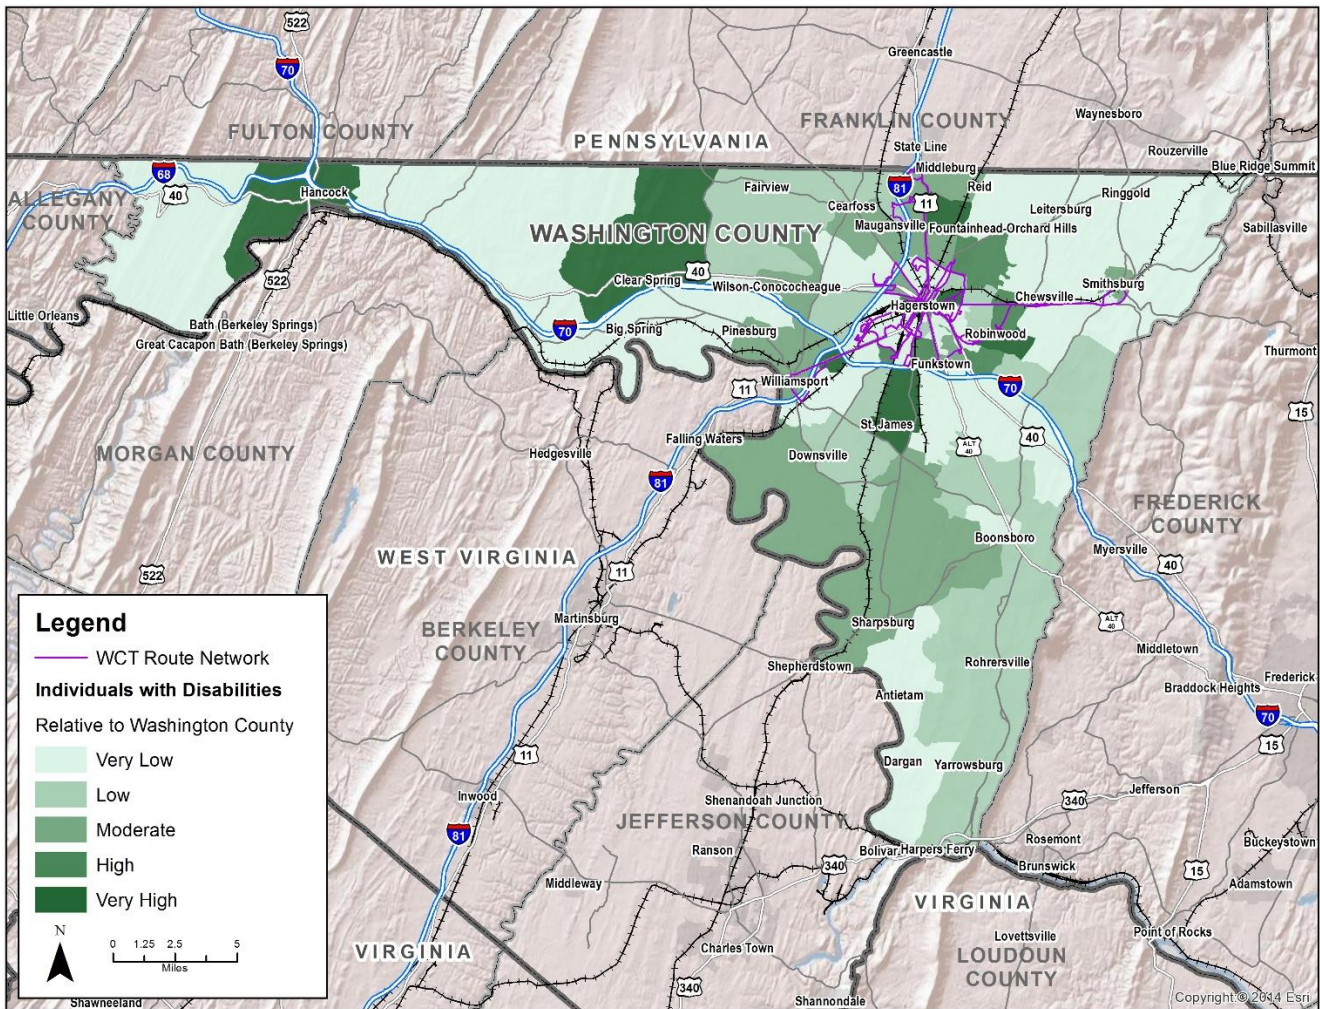 522
70
FULTON COUNTY
PENNSYLVANIA
Greencastle
FRANKLIN COUNTY
Waynesboro
State Line
Middleburg
Rouzerville
Blue Ridge Summit
68
40
ALLEGANY
COUNTY
Hancock
Fairview
81
Reid
11
Ringgold
Cearfoss
Leitersburg
Maugansville
Fountainhead-Orchard Hills
Sabillasville
WASHINGTON COUNTY
522
Clear Spring
40
Wilson-Conococheague
Smithsburg
Chewsville
Hagerstown
Little Orleans
Bath (Berkeley Springs)
Great Cacapon Bath (Berkeley Springs)
70
Big Spring
Pinesburg
Robinwood
Thurmont
Funkstown
Williamsport
11
70
15
St. James
MORGAN COUNTY
Hedgesville
Falling Waters
Downsville
ALT
40
40
81
FREDERICK
COUNTY
Boonsboro
Myersville
WEST VIRGINIA
522
11
40
Martinsburg
BERKELEY
COUNTY
Sharpsburg
ALT
40
Shepherdstown
Rohrersville
Middletown
Frederick
Braddock Heights
Antietam
70
15
11
Dargan
Yarrowsburg
Inwood
Shenandoah Junction
340
Jefferson
81
JEFFERSON COUNTY
Ranson
Bolivar
Harpers Ferry
Rosemont
Buckeystown
340
Brunswick
15
Middleway
Adamstown
VIRGINIA
Charles Town
Lovettsville
Point of Rocks
VIRGINIA
LOUDOUN
COUNTY
340
Shannondale
Shawneeland
Legend
WCT Route Network
Individuals with Disabilities
Relative to Washington County
Very Low
Low
Moderate
High
Very High
N
0 1.25 2.5 5
Miles
Copyright:© 2014 Esri